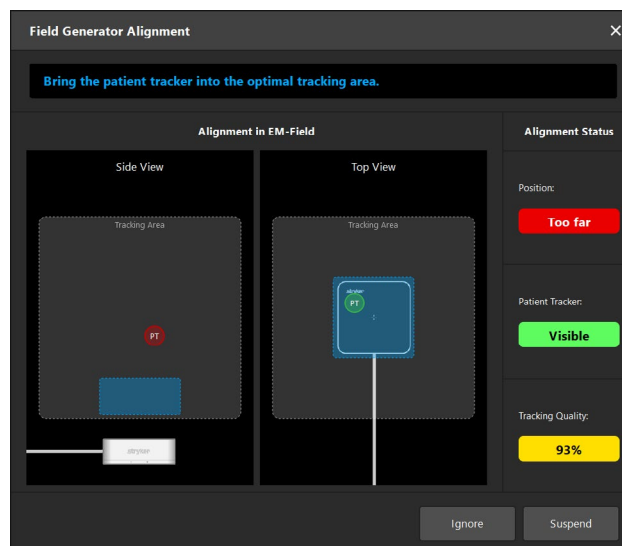 Field Generator Alignment
Bring the patient tracker into the optimal tracking area.
Alignment in EM-Field
Alignment Status
Side View
Top View
Tracking Area
Tracking Area
Position:
Too far
stryker
PT
PT
Patient Tracker:
Visible
Tracking Quality:
93%
stryker
Ignore
Suspend